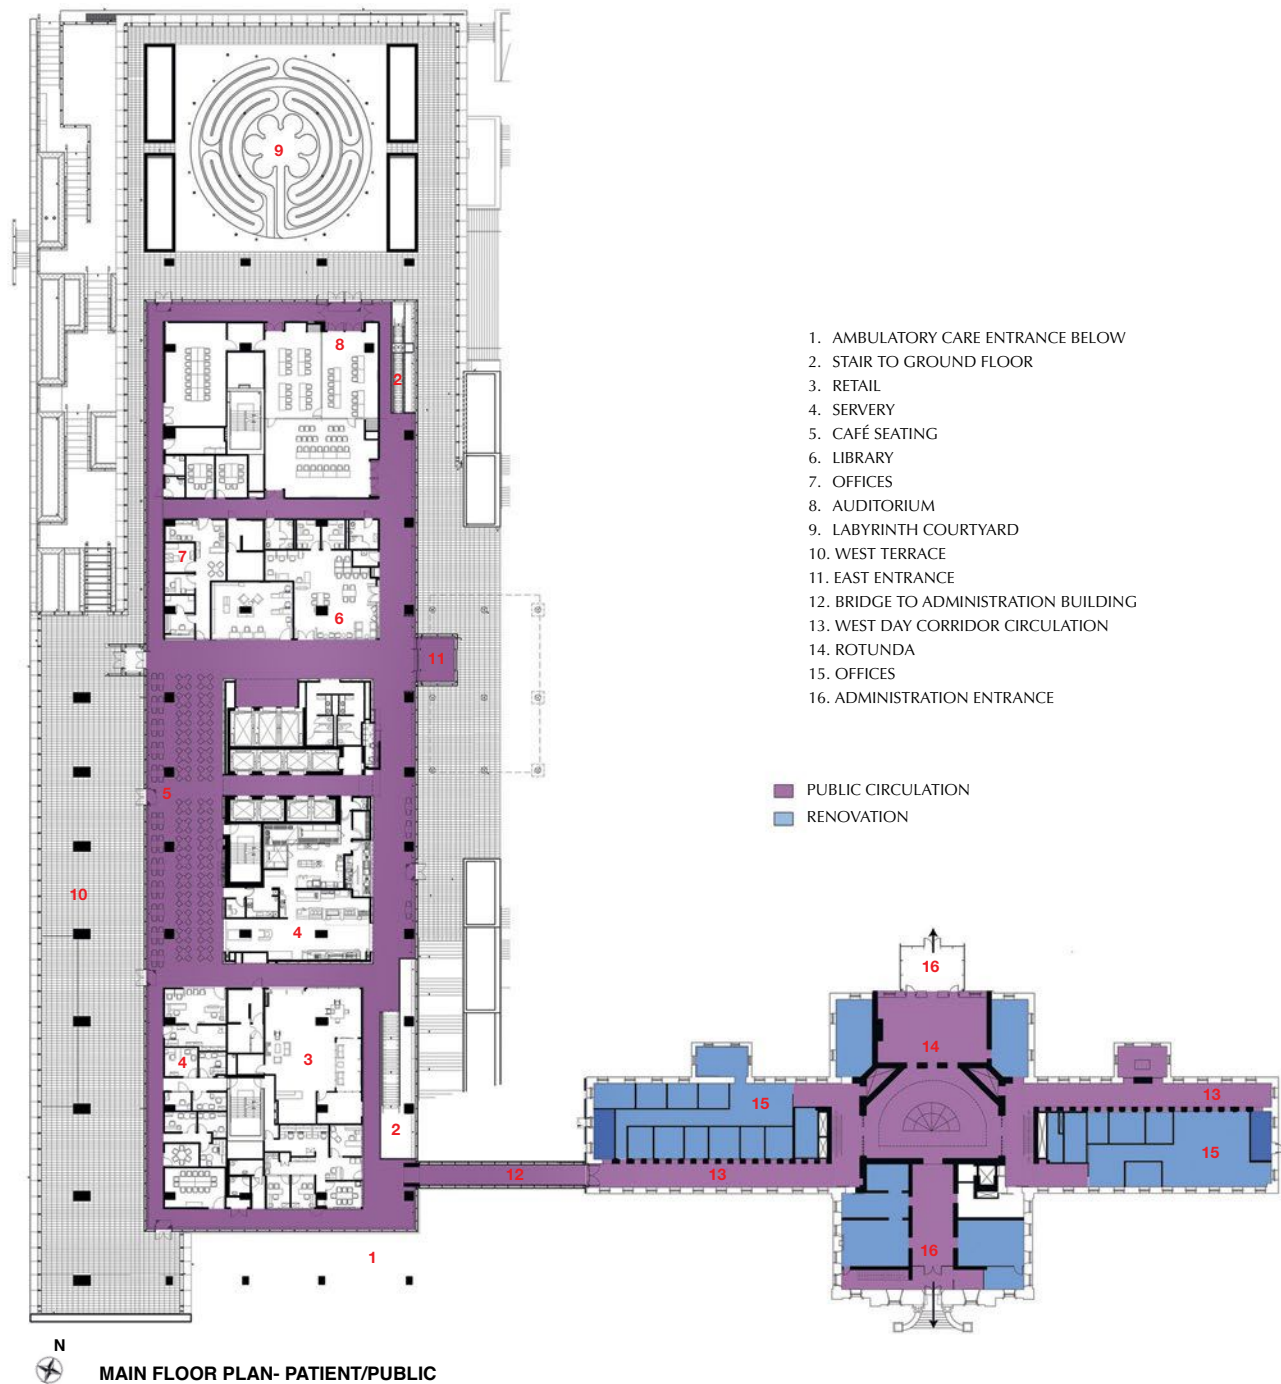 9
8
2
7
6
11
5
10
4
3
4
2
12
1
1. AMBULATORY CARE ENTRANCE BELOW
2. STAIR TO GROUND FLOOR
3. RETAIL
4. SERVERY
5. CAFÉ SEATING
6. LIBRARY
7. OFFICES
8. AUDITORIUM
9. LABYRINTH COURTYARD
10. WEST TERRACE
11. EAST ENTRANCE
12. BRIDGE TO ADMINISTRATION BUILDING
13. WEST DAY CORRIDOR CIRCULATION
14. ROTUNDA
15. OFFICES
16. ADMINISTRATION ENTRANCE
PUBLIC CIRCULATION
RENOVATION
16
14
15
13
15
13
16
N
MAIN FLOOR PLAN- PATIENT/PUBLIC